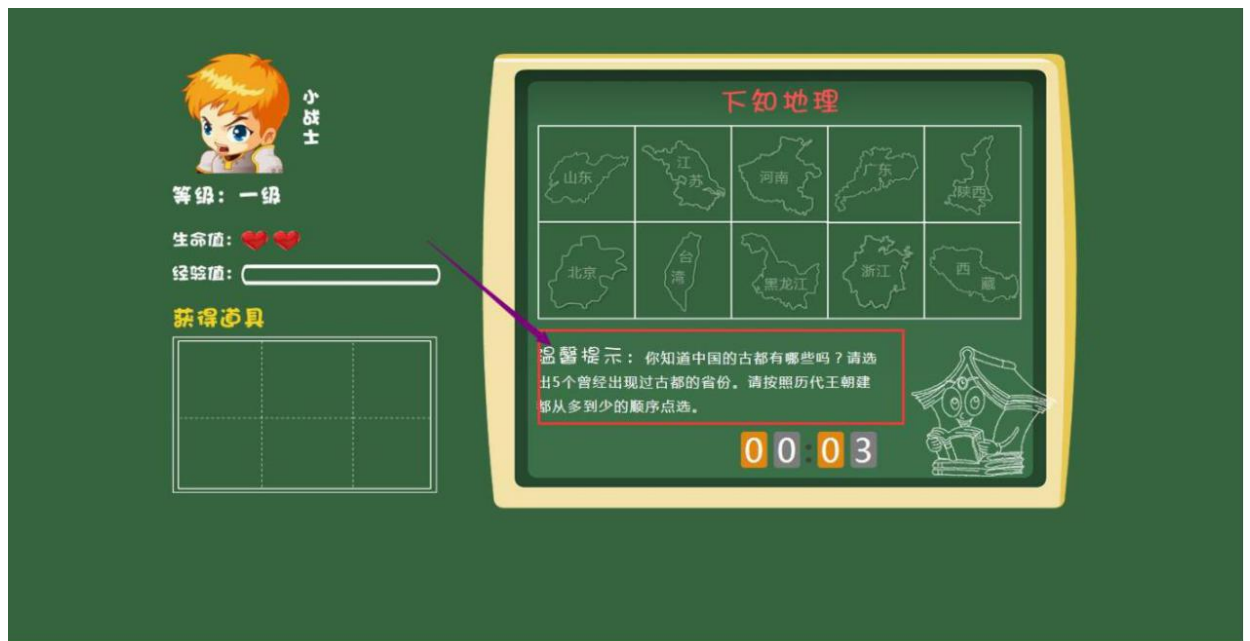 小战士
等级：一级
生命值：
经验值：
获得道具
下知地理
山东
江苏
河南
广东
陕西
北京
台湾
黑龙江
浙江
西藏
温馨提示：你知道中国的古都有哪些吗？请选
出5个曾经出现过古都的省份。请按照历代王朝建
都从多到少的顺序点选。
00:03